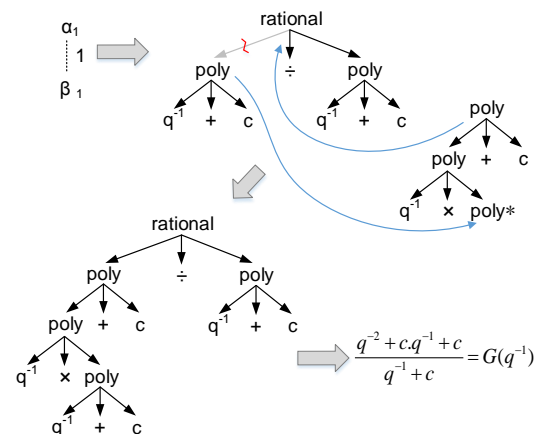 α1
1
β1
rational
poly ÷ poly
q⁻¹ + c q⁻¹ + c
poly
poly + c
q⁻¹ × poly*
rational
poly ÷ poly
poly + c q⁻¹ + c
q⁻¹ × poly
q⁻¹ + c
(q⁻² + c.q⁻¹ + c) / (q⁻¹ + c) = G(q⁻¹)